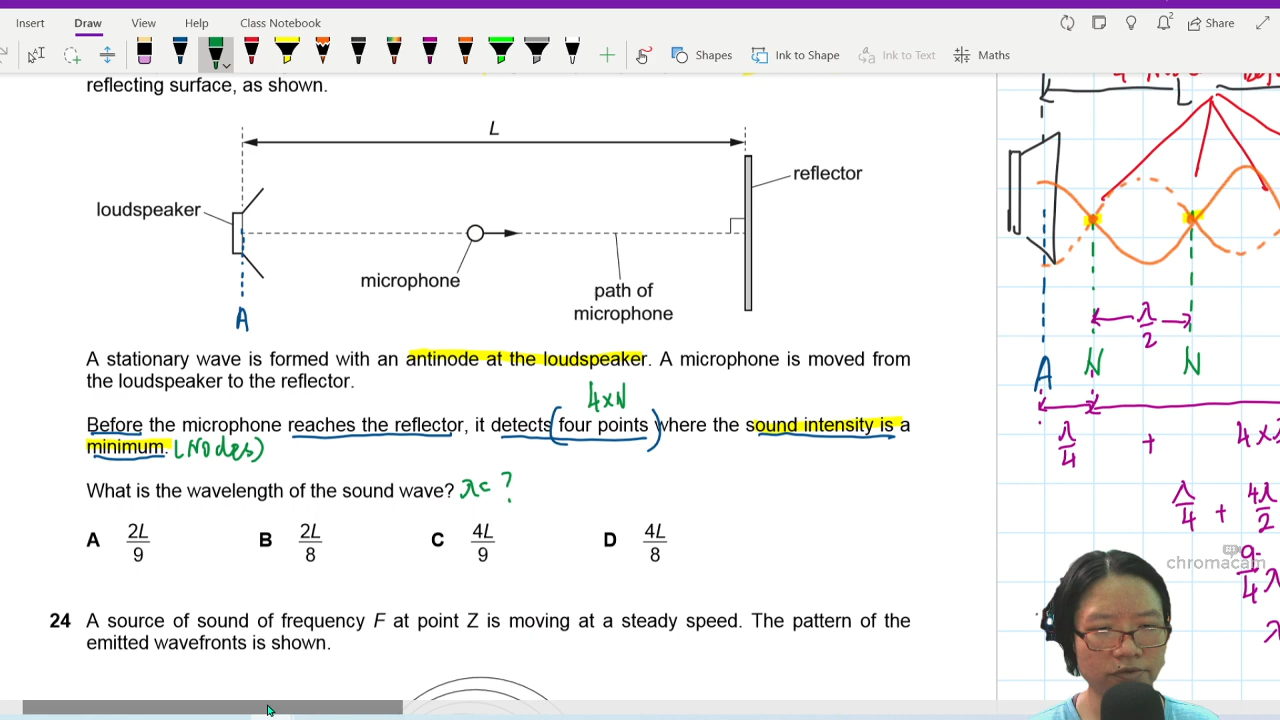 Insert Draw View Help Class Notebook Share
Shapes Ink to Shape Ink to Text Maths
reflecting surface, as shown.
L
reflector
loudspeaker
microphone
path of
microphone
A
A stationary wave is formed with an antinode at the loudspeaker. A microphone is moved from
the loudspeaker to the reflector.
4xN
Before the microphone reaches the reflector, it detects (four points) where the sound intensity is a
minimum. (Nodes)
What is the wavelength of the sound wave? λ= ?
A 2L/9 B 2L/8 C 4L/9 D 4L/8
24 A source of sound of frequency F at point Z is moving at a steady speed. The pattern of the
emitted wavefronts is shown.
L
λ/2
A N N
λ/4 +
λ/4 + 4λ/2
9/4 λ
λ
chromacam